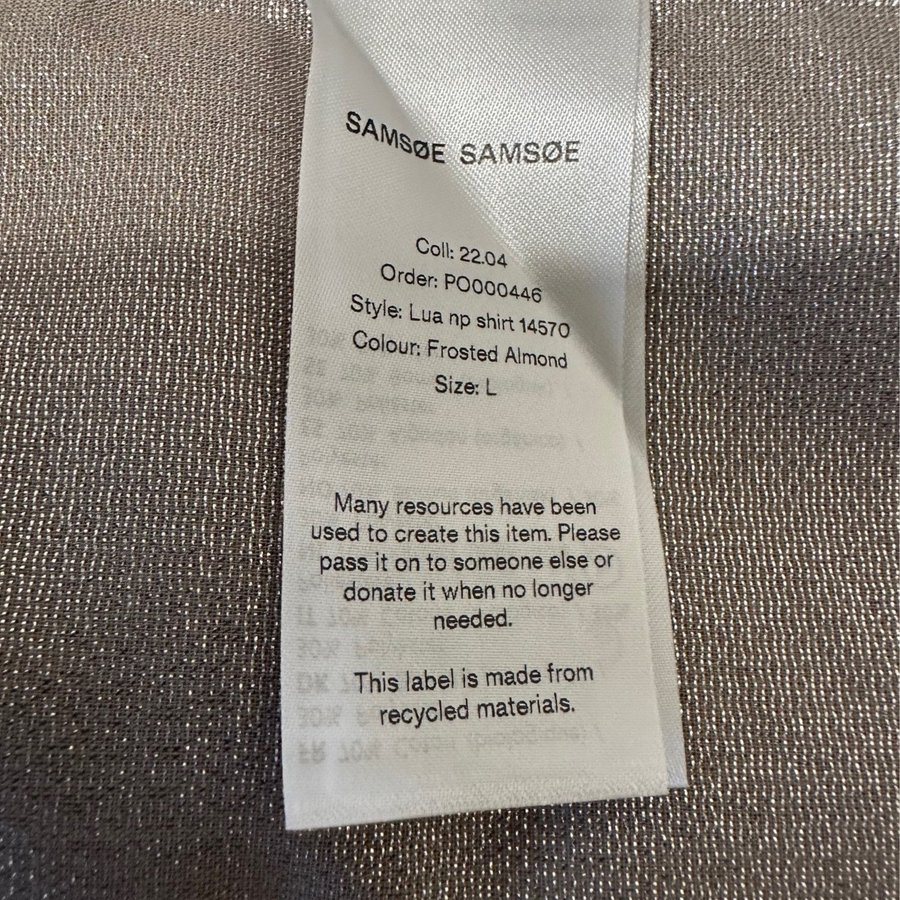 SAMSØE SAMSØE
Coll: 22.04
Order: PO000446
Style: Lua np shirt 14570
Colour: Frosted Almond
Size: L
Many resources have been
used to create this item. Please
pass it on to someone else or
donate it when no longer
needed.
This label is made from
recycled materials.